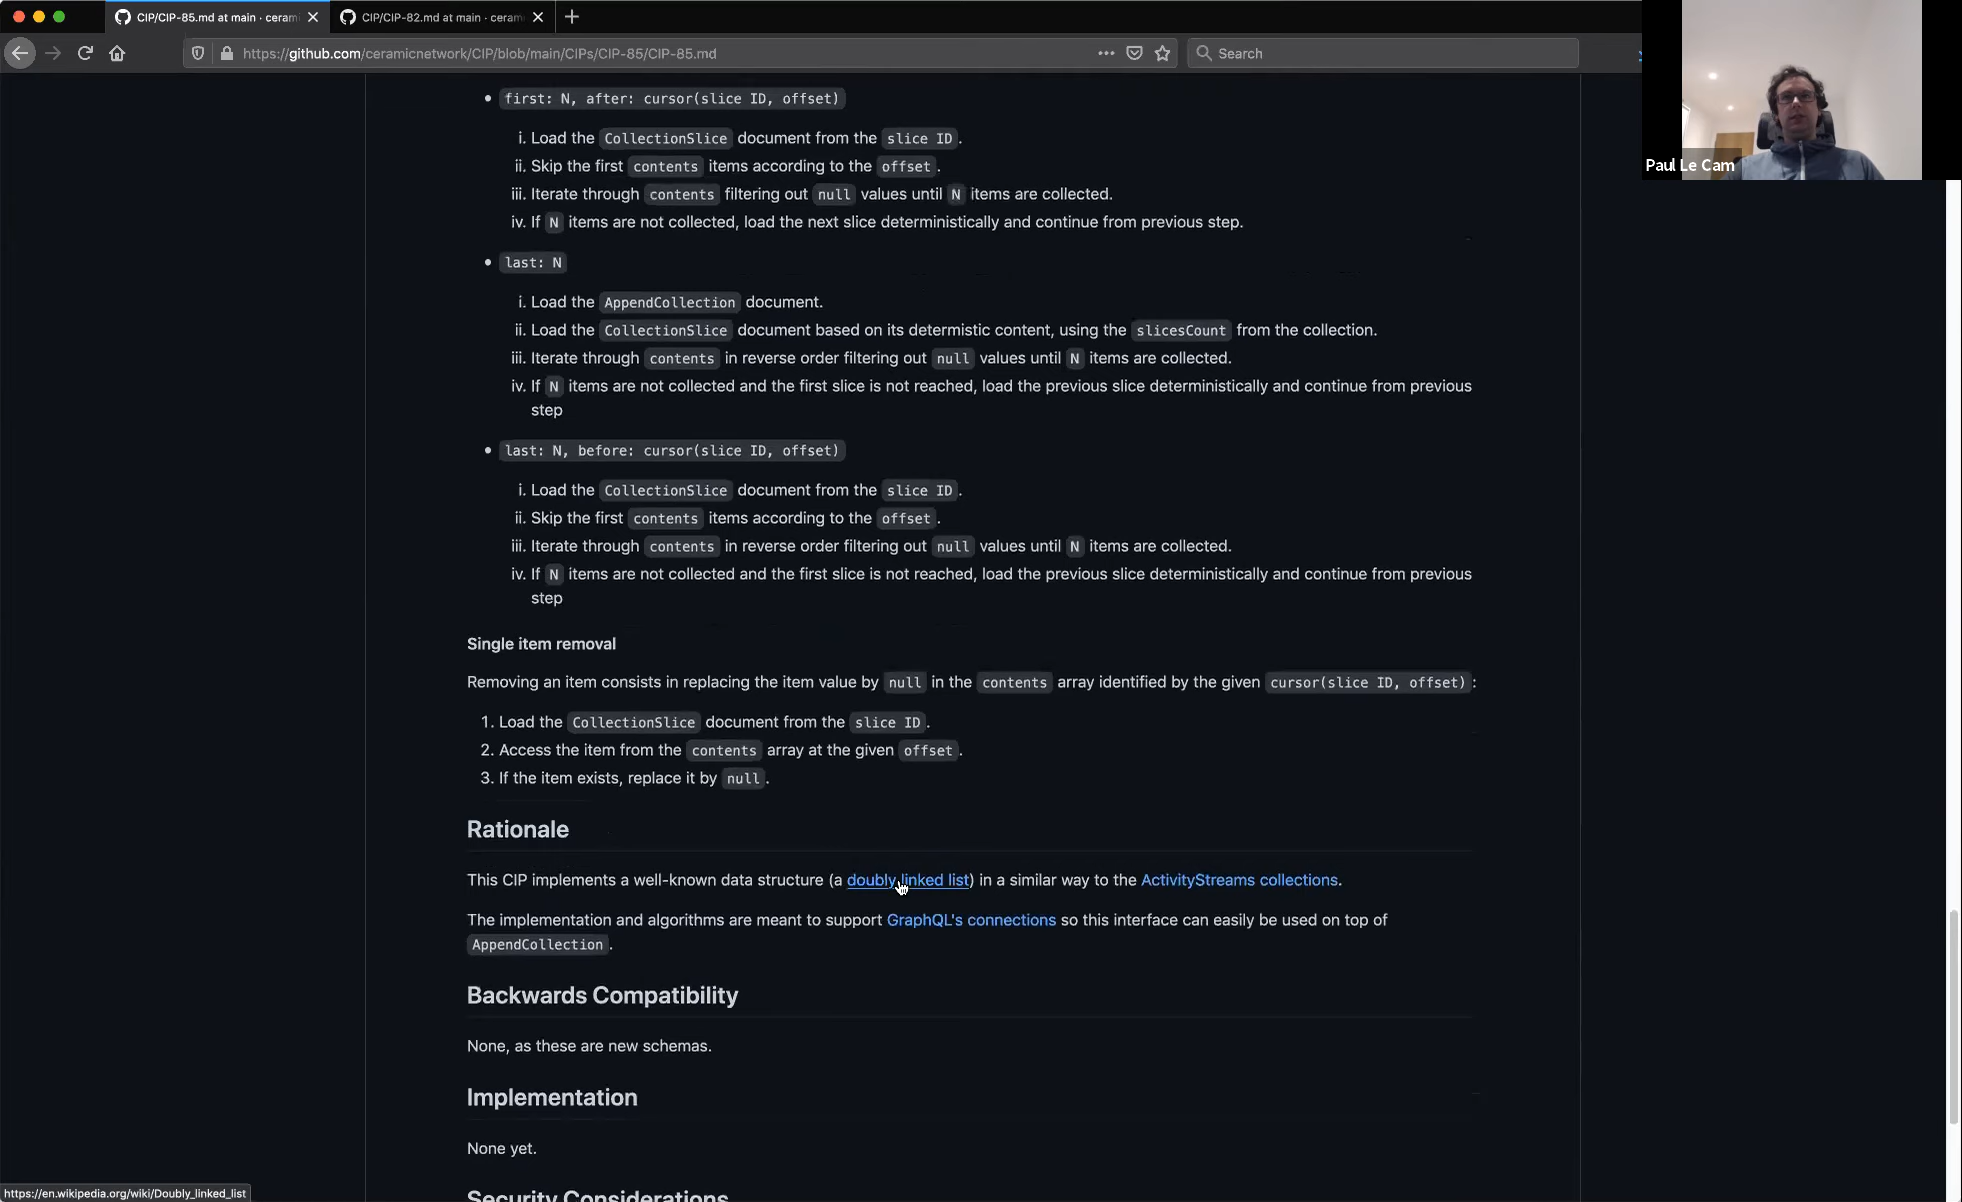 CIP/CIP-85.md at main · ceram
CIP/CIP-82.md at main · ceram
https://github.com/ceramicnetwork/CIP/blob/main/CIPs/CIP-85/CIP-85.md
Search
Paul Le Cam
first: N, after: cursor(slice ID, offset)
i. Load the CollectionSlice document from the slice ID.
ii. Skip the first contents items according to the offset.
iii. Iterate through contents filtering out null values until N items are collected.
iv. If N items are not collected, load the next slice deterministically and continue from previous step.
last: N
i. Load the AppendCollection document.
ii. Load the CollectionSlice document based on its determistic content, using the slicesCount from the collection.
iii. Iterate through contents in reverse order filtering out null values until N items are collected.
iv. If N items are not collected and the first slice is not reached, load the previous slice deterministically and continue from previous
step
last: N, before: cursor(slice ID, offset)
i. Load the CollectionSlice document from the slice ID.
ii. Skip the first contents items according to the offset.
iii. Iterate through contents in reverse order filtering out null values until N items are collected.
iv. If N items are not collected and the first slice is not reached, load the previous slice deterministically and continue from previous
step
Single item removal
Removing an item consists in replacing the item value by null in the contents array identified by the given cursor(slice ID, offset):
1. Load the CollectionSlice document from the slice ID.
2. Access the item from the contents array at the given offset.
3. If the item exists, replace it by null.
Rationale
This CIP implements a well-known data structure (a doubly linked list) in a similar way to the ActivityStreams collections.
The implementation and algorithms are meant to support GraphQL's connections so this interface can easily be used on top of
AppendCollection.
Backwards Compatibility
None, as these are new schemas.
Implementation
None yet.
Security Considerations
https://en.wikipedia.org/wiki/Doubly_linked_list